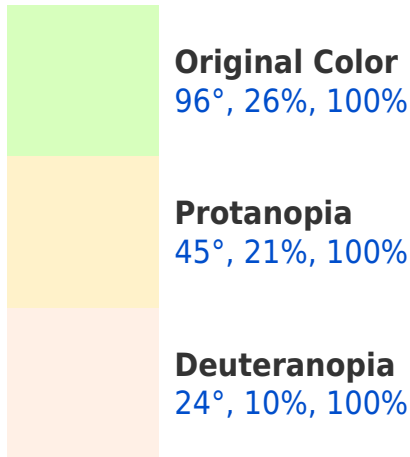 Original Color
96°, 26%, 100%
Protanopia
45°, 21%, 100%
Deuteranopia
24°, 10%, 100%